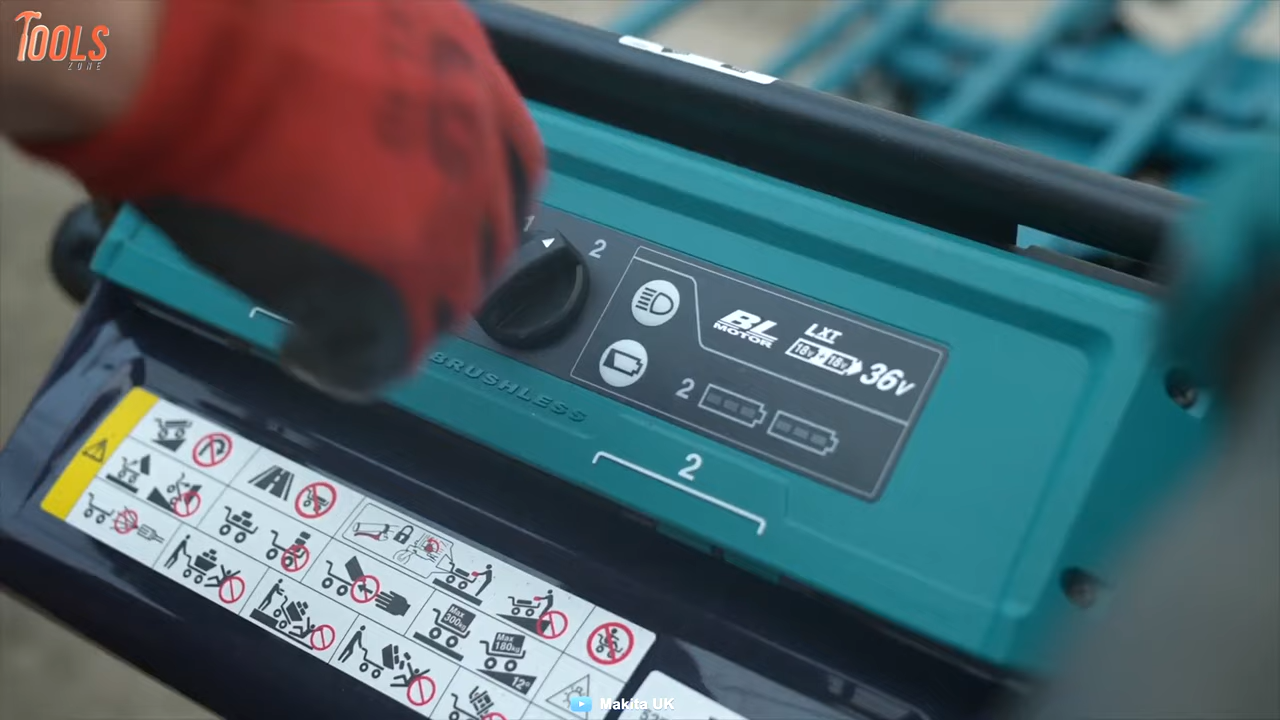 TOOLS
ZONE
1
2
BL
MOTOR
LXT
18V
18V
36V
2
BRUSHLESS
2
Max
300kg
Max
180kg
12°
Makita UK